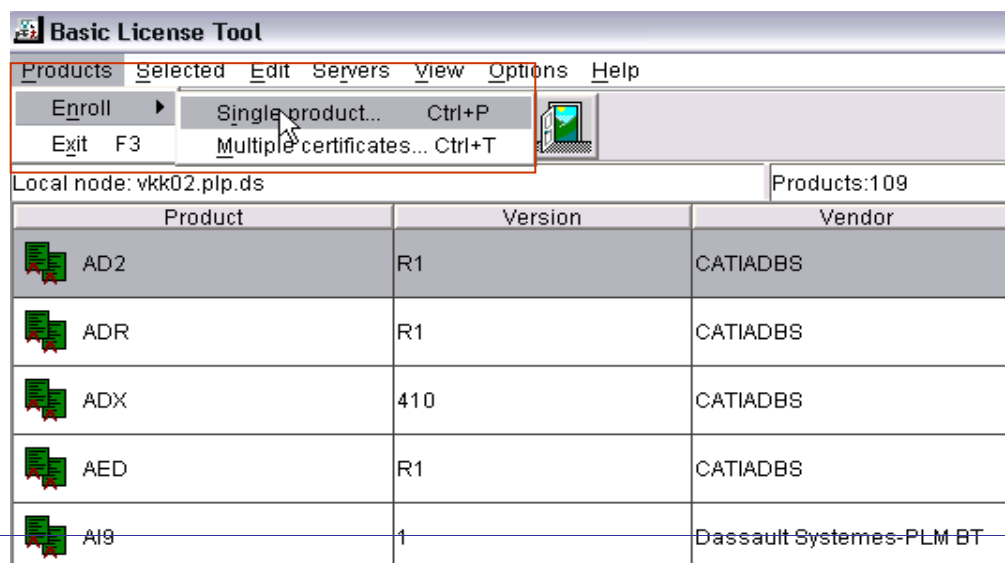 Basic License Tool
Products Selected Edit Servers View Options Help
Enroll Single product... Ctrl+P
Exit F3 Multiple certificates... Ctrl+T
Local node: vkk02.plp.ds Products:109
Product Version Vendor
AD2 R1 CATIADBS
ADR R1 CATIADBS
ADX 410 CATIADBS
AED R1 CATIADBS
AI9 1 Dassault Systemes-PLM BT